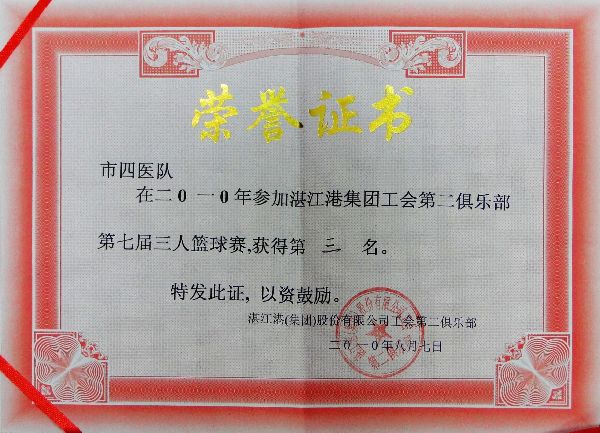 荣誉证书
市四医队
在二0一0年参加湛江港集团工会第二俱乐部
第七届三人篮球赛,获得第 三 名。
特发此证,以资鼓励。
湛江港(集团)股份有限公司工会第二俱乐部
二0一0年八月七日